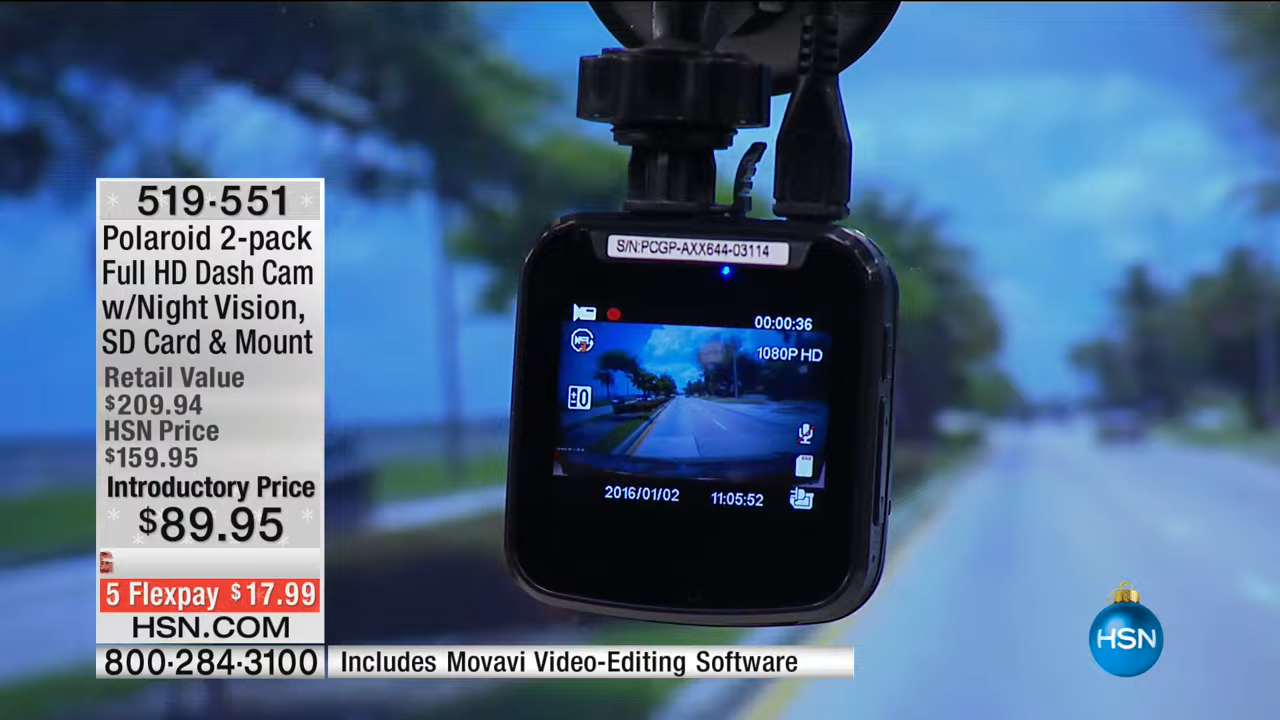 519·551
Polaroid 2-pack
Full HD Dash Cam
w/Night Vision,
SD Card & Mount
Retail Value
$209.94
HSN Price
$159.95
Introductory Price
$89.95
5 Flexpay $17.99
HSN.COM
800·284·3100
Includes Movavi Video-Editing Software
S/N:PCGP-AXX644-03114
00:00:36
1080P HD
±0
2016/01/02 11:05:52
HSN